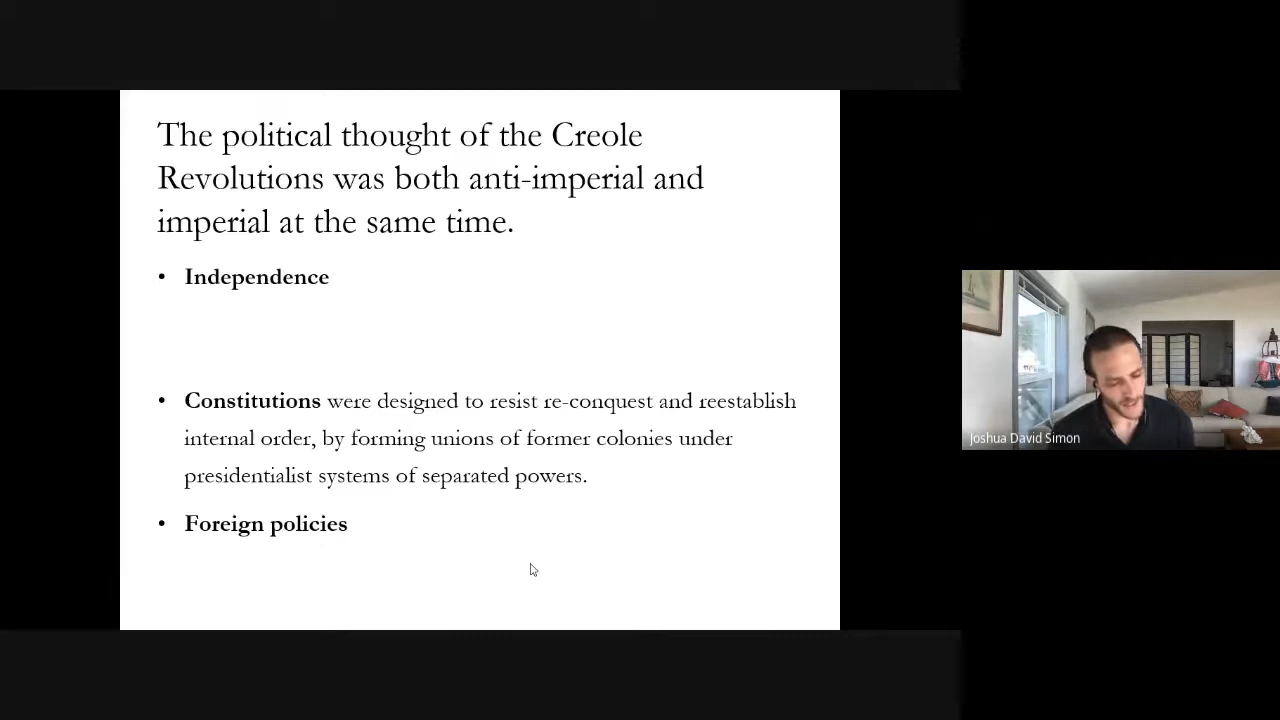 The political thought of the Creole
Revolutions was both anti-imperial and
imperial at the same time.
• Independence
• Constitutions were designed to resist re-conquest and reestablish
internal order, by forming unions of former colonies under
presidentialist systems of separated powers.
• Foreign policies
Joshua David Simon